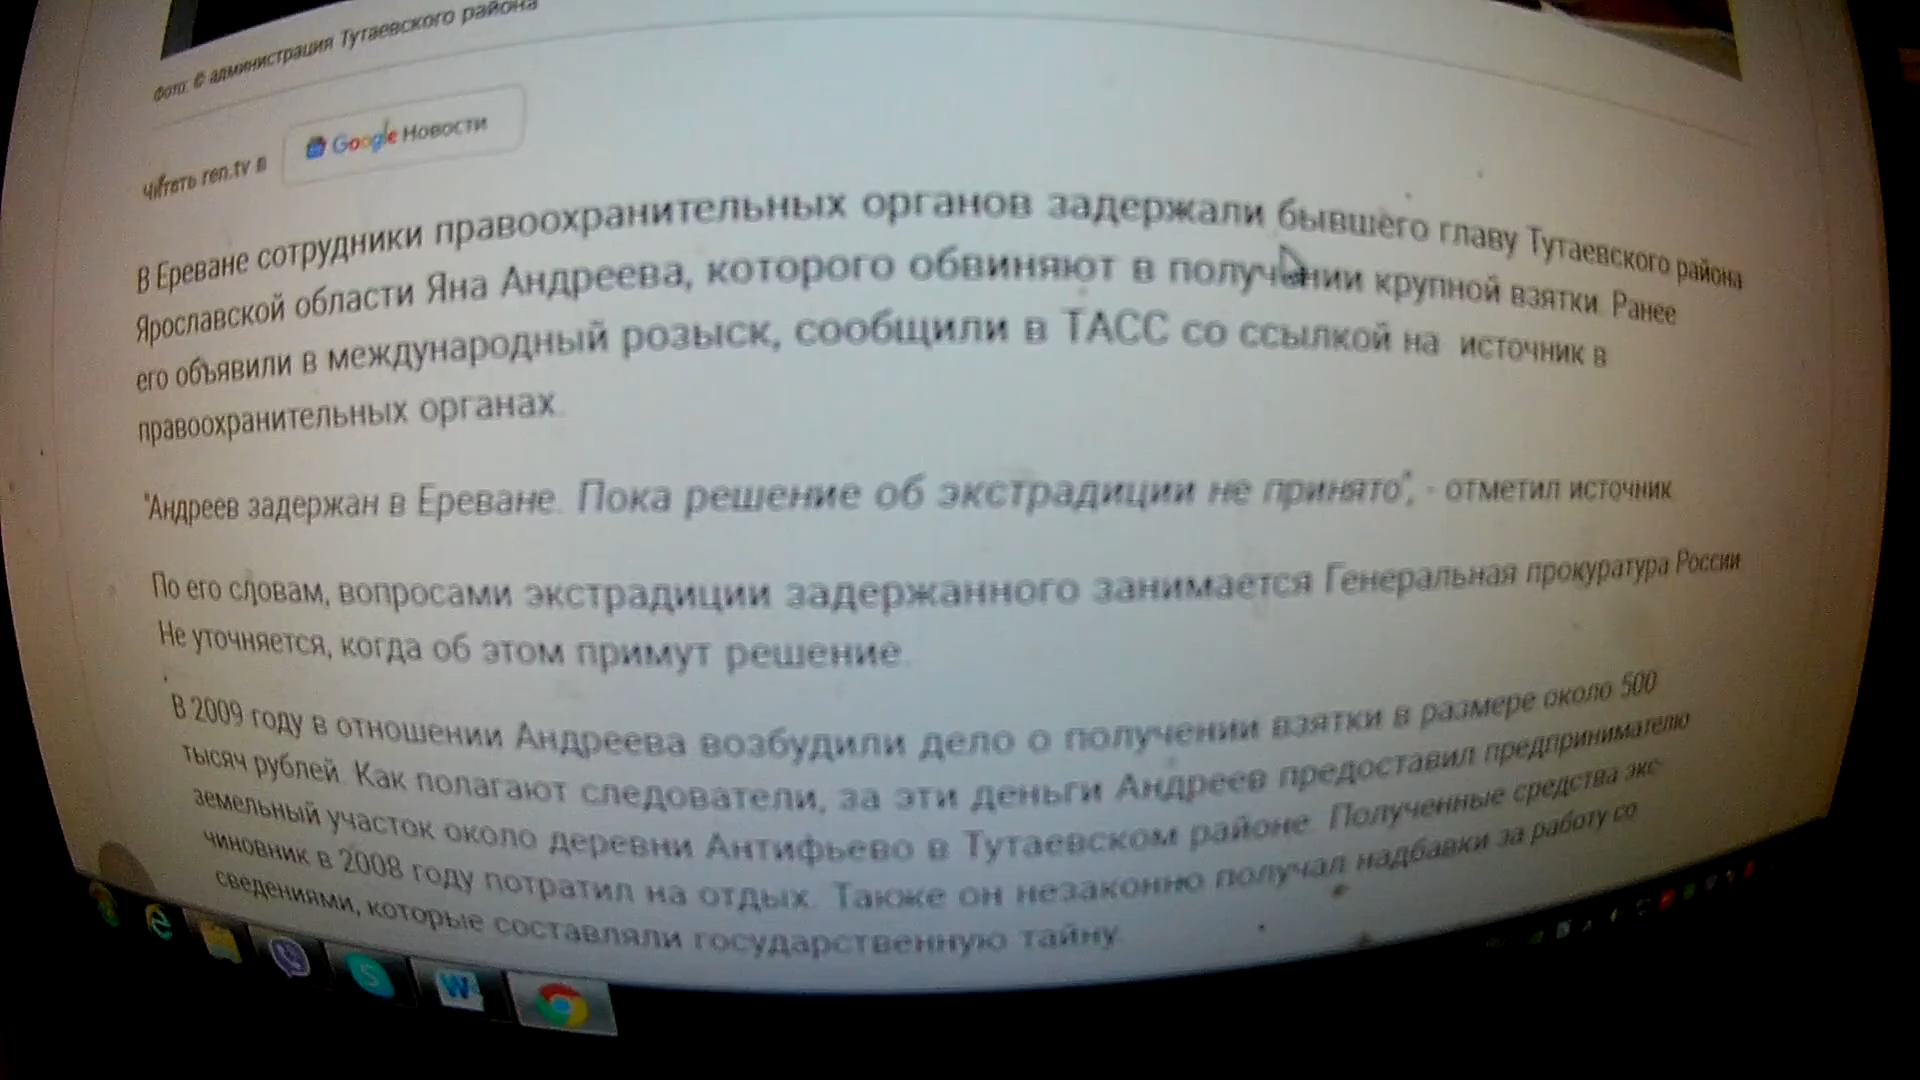 Фото: © администрация Тутаевского района
Читать ren.tv в
Google Новости
В Ереване сотрудники правоохранительных органов задержали бывшего главу Тутаевского района
Ярославской области Яна Андреева, которого обвиняют в получении крупной взятки. Ранее
его объявили в международный розыск, сообщили в ТАСС со ссылкой на источник в
правоохранительных органах.
"Андреев задержан в Ереване. Пока решение об экстрадиции не принято", - отметил источник.
По его словам, вопросами экстрадиции задержанного занимается Генеральная прокуратура России.
Не уточняется, когда об этом примут решение.
В 2009 году в отношении Андреева возбудили дело о получении взятки в размере около 500
тысяч рублей. Как полагают следователи, за эти деньги Андреев предоставил предпринимателю
земельный участок около деревни Антифьево в Тутаевском районе. Полученные средства экс-
чиновник в 2008 году потратил на отдых. Также он незаконно получал надбавки за работу со
сведениями, которые составляли государственную тайну.